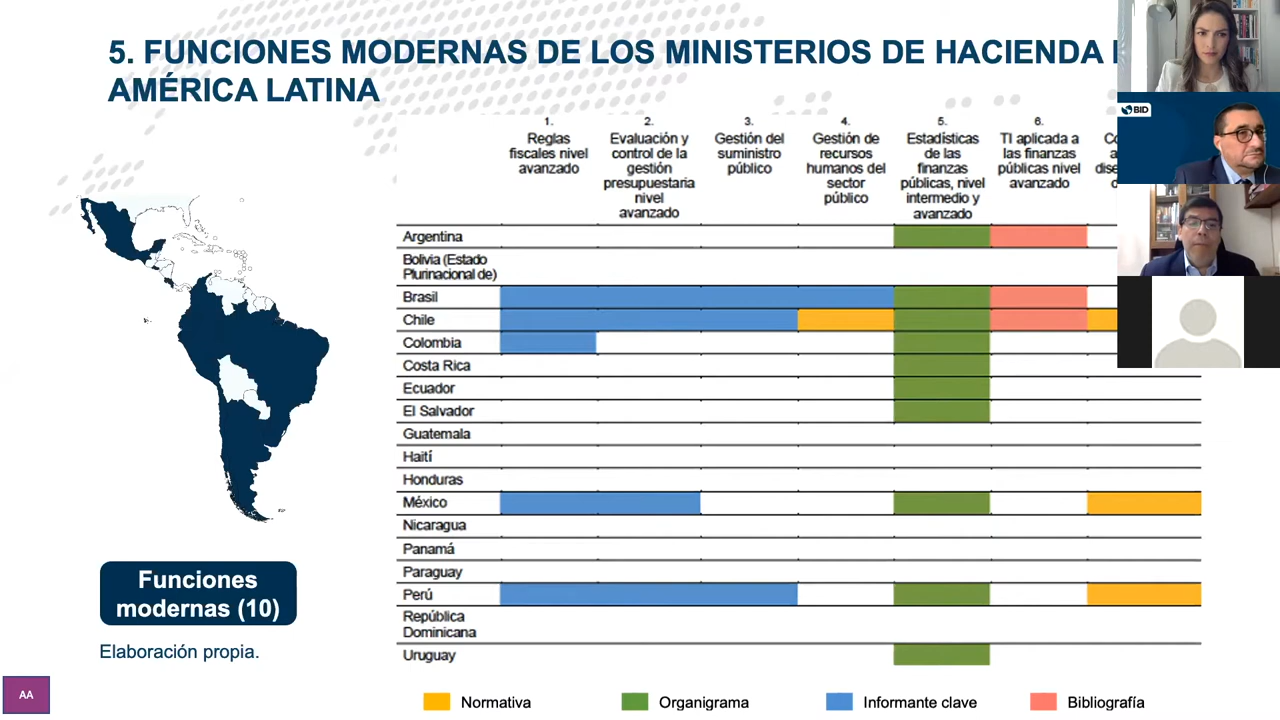 5. FUNCIONES MODERNAS DE LOS MINISTERIOS DE HACIENDA
AMÉRICA LATINA
BID
1.
Reglas
fiscales nivel
avanzado
2.
Evaluación y
control de la
gestión
presupuestaria
nivel
avanzado
3.
Gestión del
suministro
público
4.
Gestión de
recursos
humanos del
sector
público
5.
Estadísticas
de las
finanzas
públicas, nivel
intermedio y
avanzado
6.
TI aplicada a
las finanzas
públicas nivel
avanzado
Argentina
Bolivia (Estado
Plurinacional de)
Brasil
Chile
Colombia
Costa Rica
Ecuador
El Salvador
Guatemala
Haití
Honduras
México
Nicaragua
Panamá
Paraguay
Perú
República
Dominicana
Uruguay
Funciones
modernas (10)
Elaboración propia.
AA
Normativa
Organigrama
Informante clave
Bibliografía